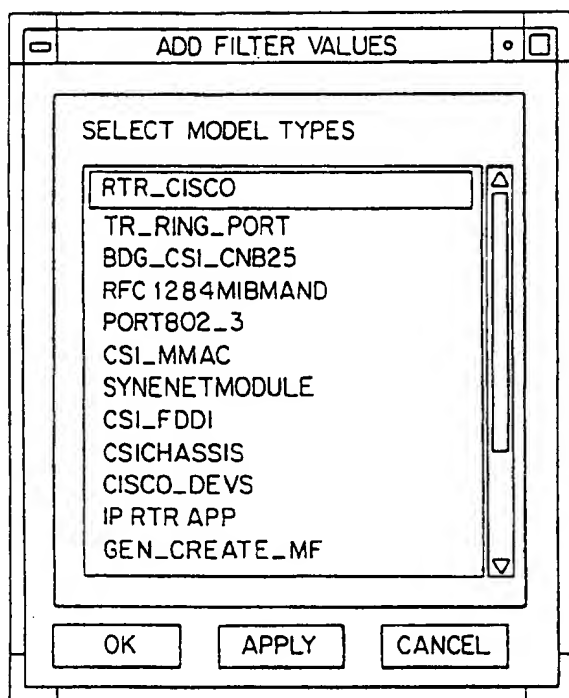 ADD FILTER VALUES
SELECT MODEL TYPES
RTR_CISCO
TR_RING_PORT
BDG_CSI_CNB25
RFC1284MIBMAND
PORT802_3
CSI_MMAC
SYNENETMODULE
CSI_FDDI
CSICHASSIS
CISCO_DEVS
IP RTR APP
GEN_CREATE_MF
OK APPLY CANCEL